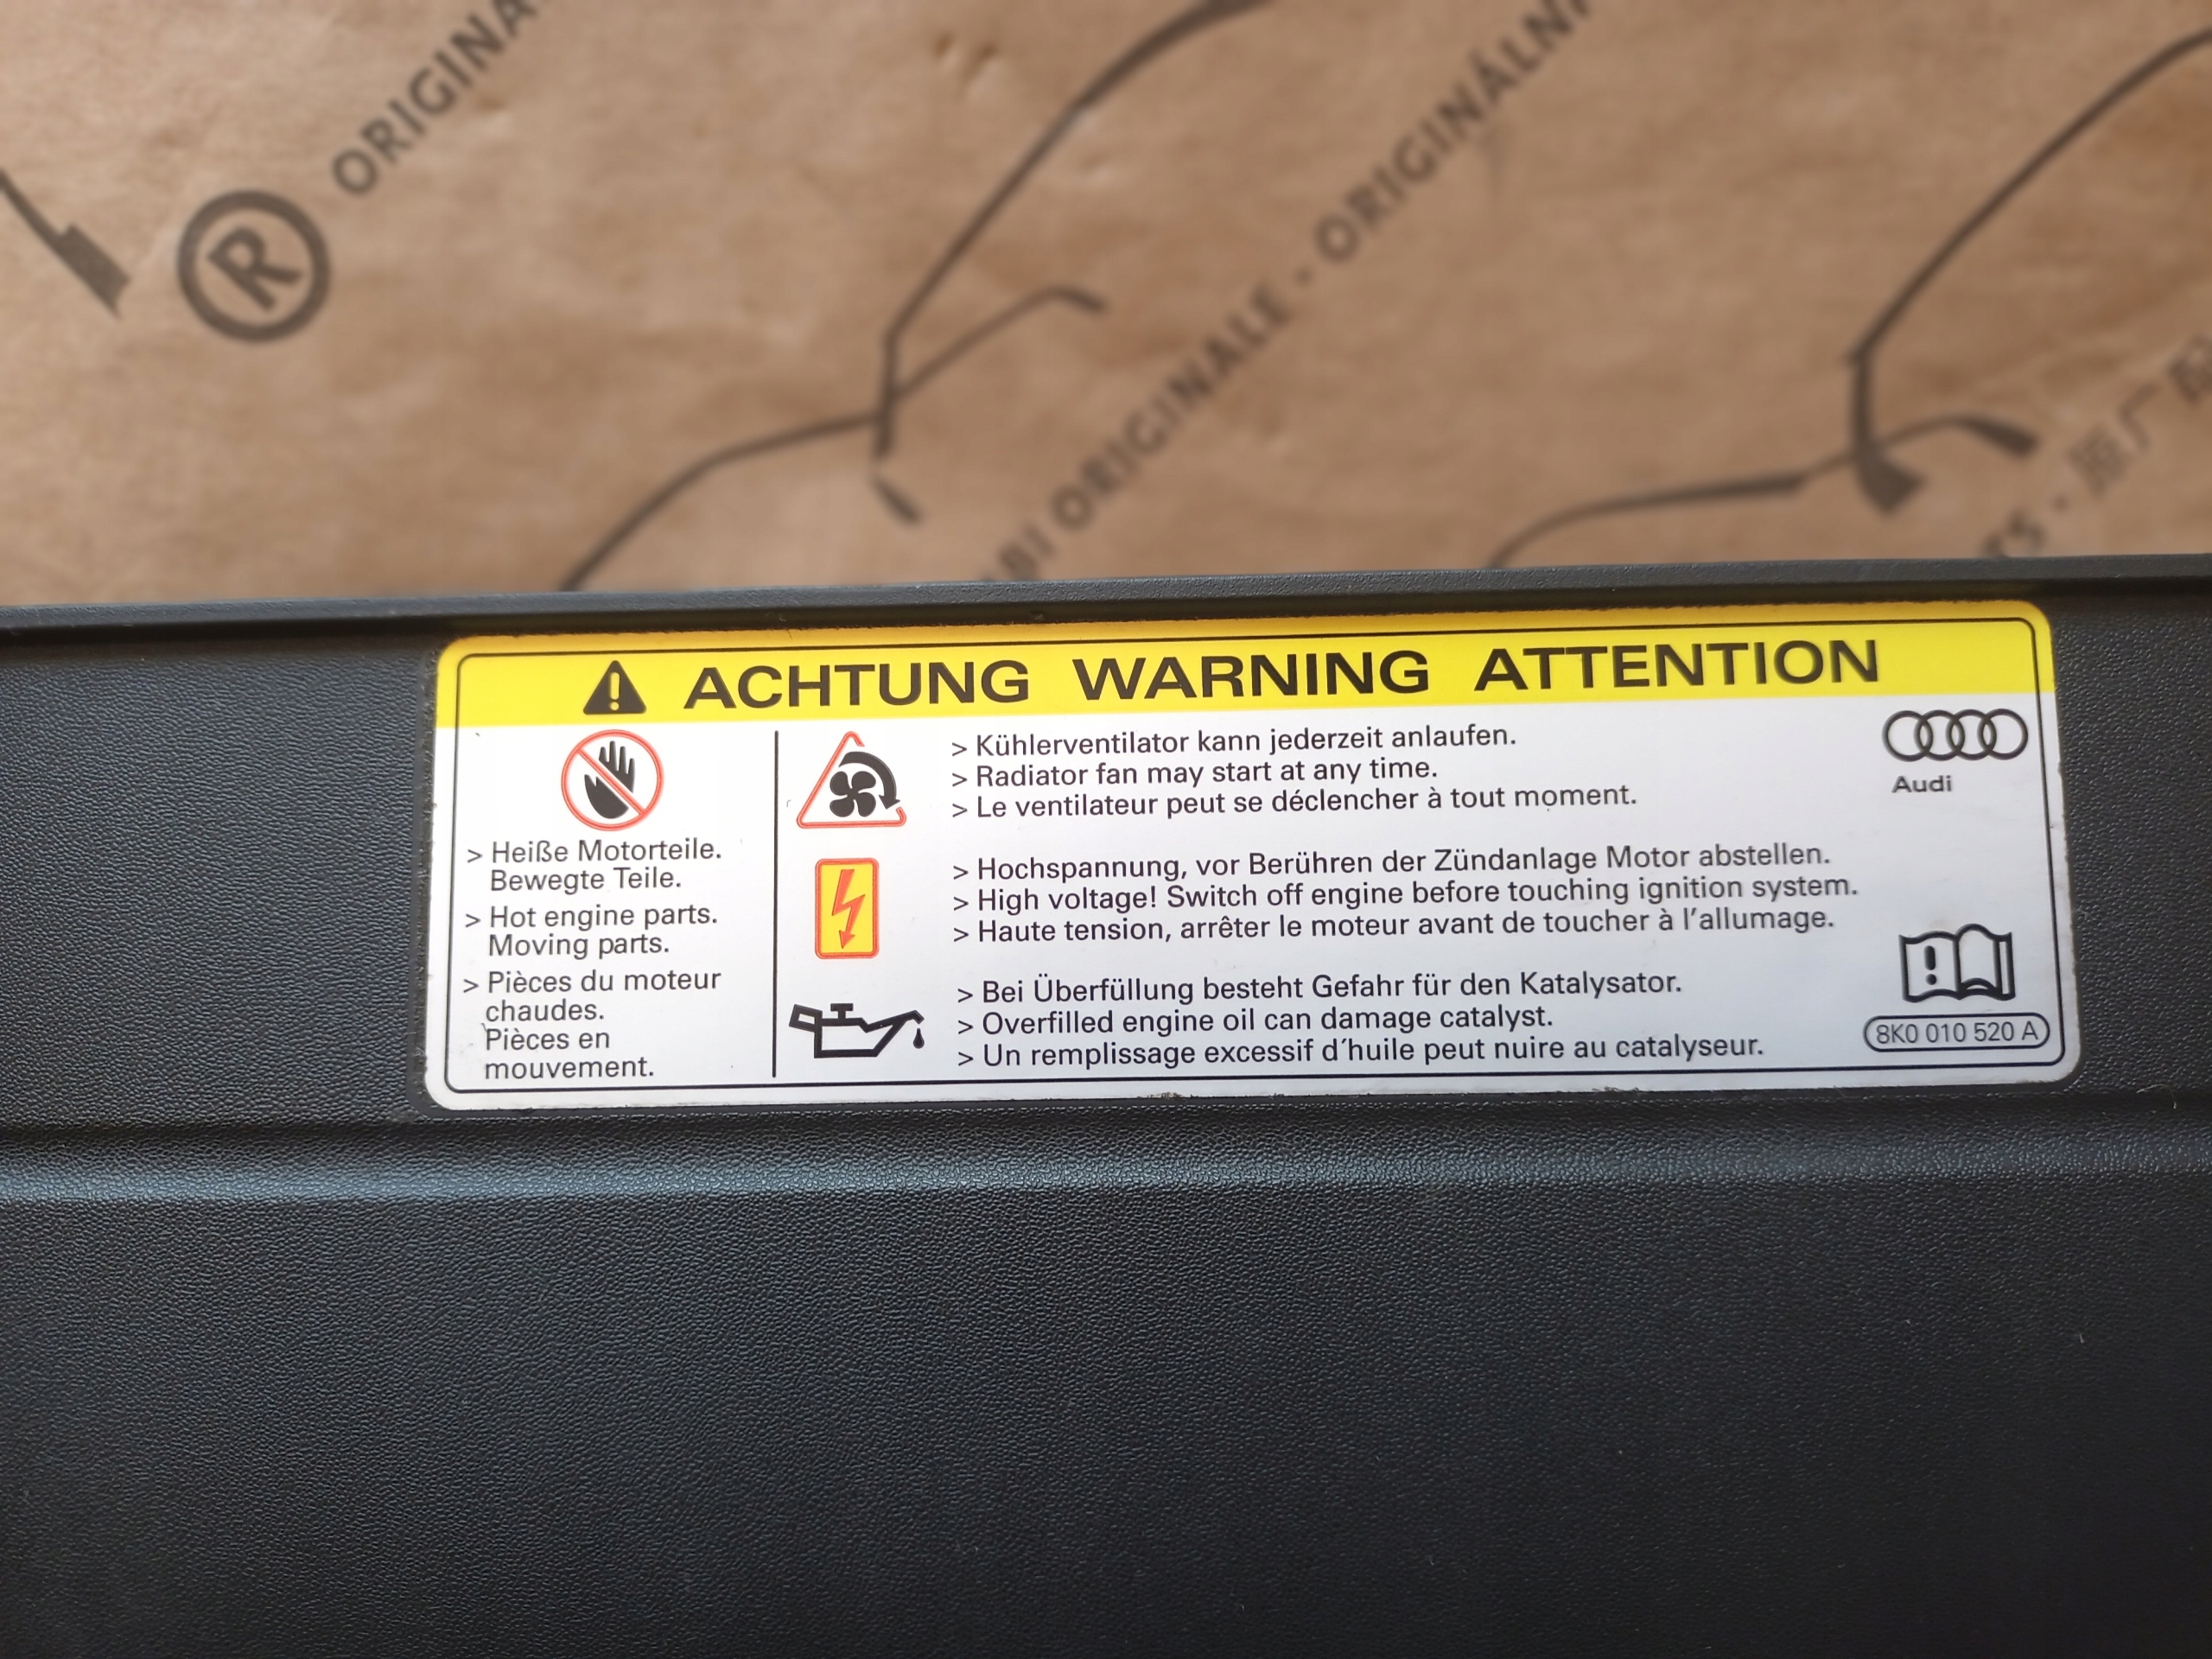 ® ORIGINA
ORIGINALE - ORIGINÁLN
ACHTUNG WARNING ATTENTION
> Heiße Motorteile.
Bewegte Teile.
> Hot engine parts.
Moving parts.
> Pièces du moteur
chaudes.
Pièces en
mouvement.
> Kühlerventilator kann jederzeit anlaufen.
> Radiator fan may start at any time.
> Le ventilateur peut se déclencher à tout moment.
> Hochspannung, vor Berühren der Zündanlage Motor abstellen.
> High voltage! Switch off engine before touching ignition system.
> Haute tension, arrêter le moteur avant de toucher à l'allumage.
> Bei Überfüllung besteht Gefahr für den Katalysator.
> Overfilled engine oil can damage catalyst.
> Un remplissage excessif d'huile peut nuire au catalyseur.
Audi
8K0 010 520 A